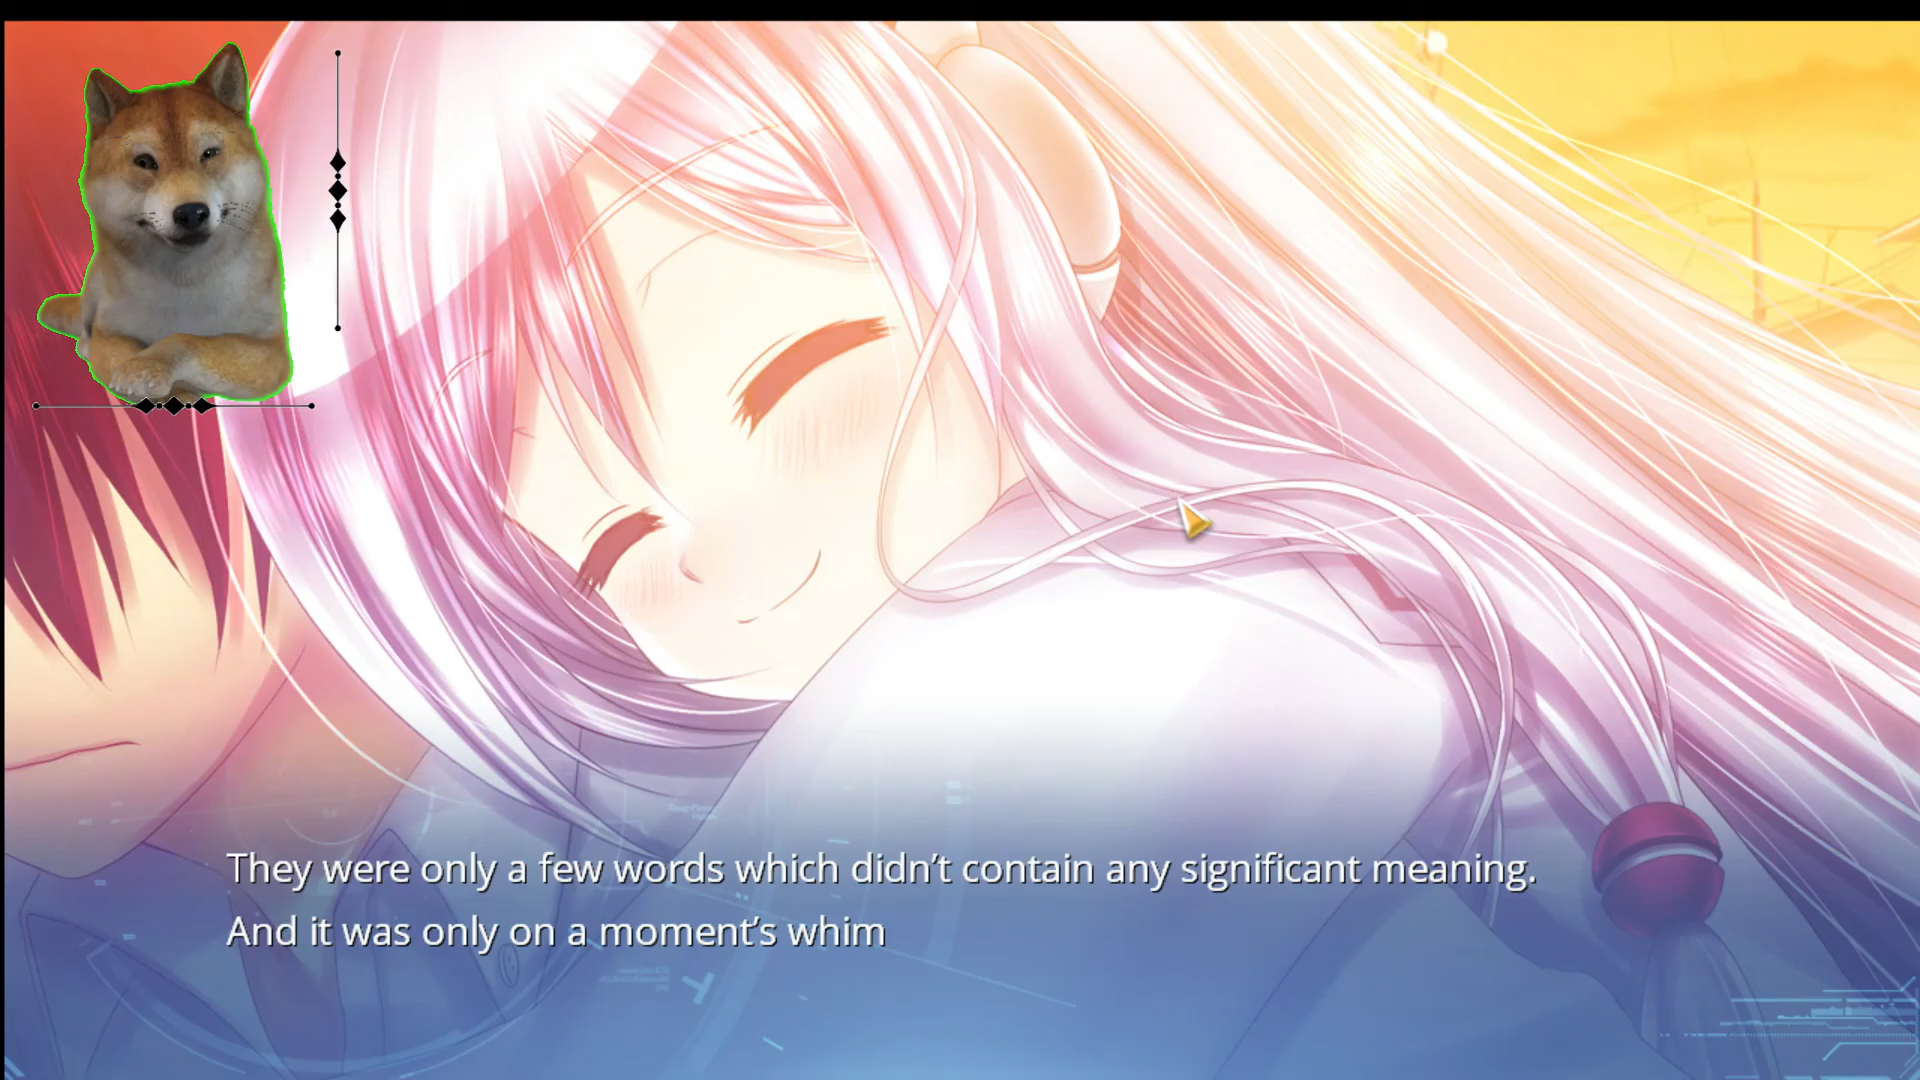 They were only a few words which didn’t contain any significant meaning.
And it was only on a moment’s whim